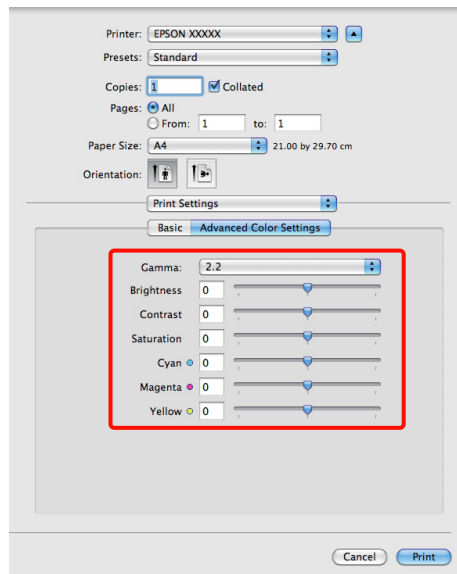 Printer: EPSON XXXXX
Presets: Standard
Copies: 1 Collated
Pages: All
From: 1 to: 1
Paper Size: A4 21.00 by 29.70 cm
Orientation:
Print Settings
Basic Advanced Color Settings
Gamma: 2.2
Brightness 0
Contrast 0
Saturation 0
Cyan 0
Magenta 0
Yellow 0
Cancel Print